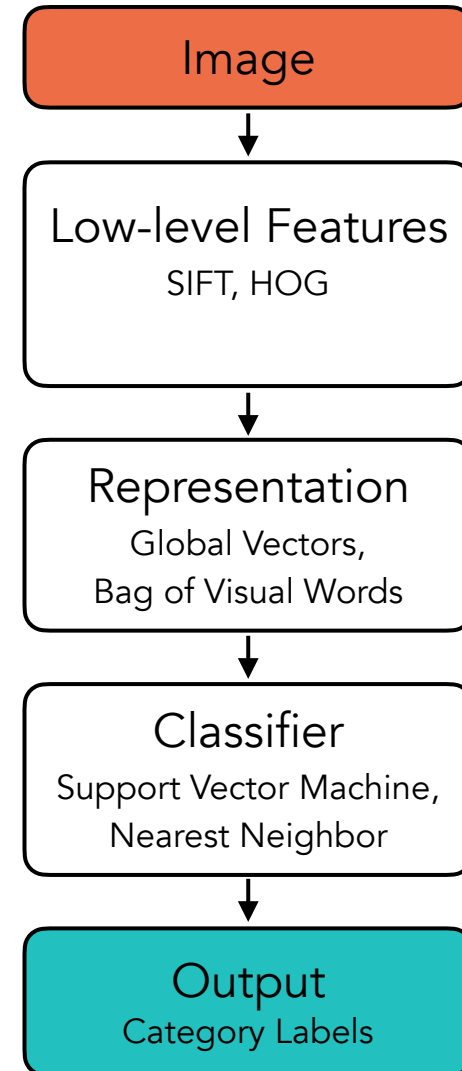 Image
Low-level Features
SIFT, HOG
Representation
Global Vectors,
Bag of Visual Words
Classifier
Support Vector Machine,
Nearest Neighbor
Output
Category Labels